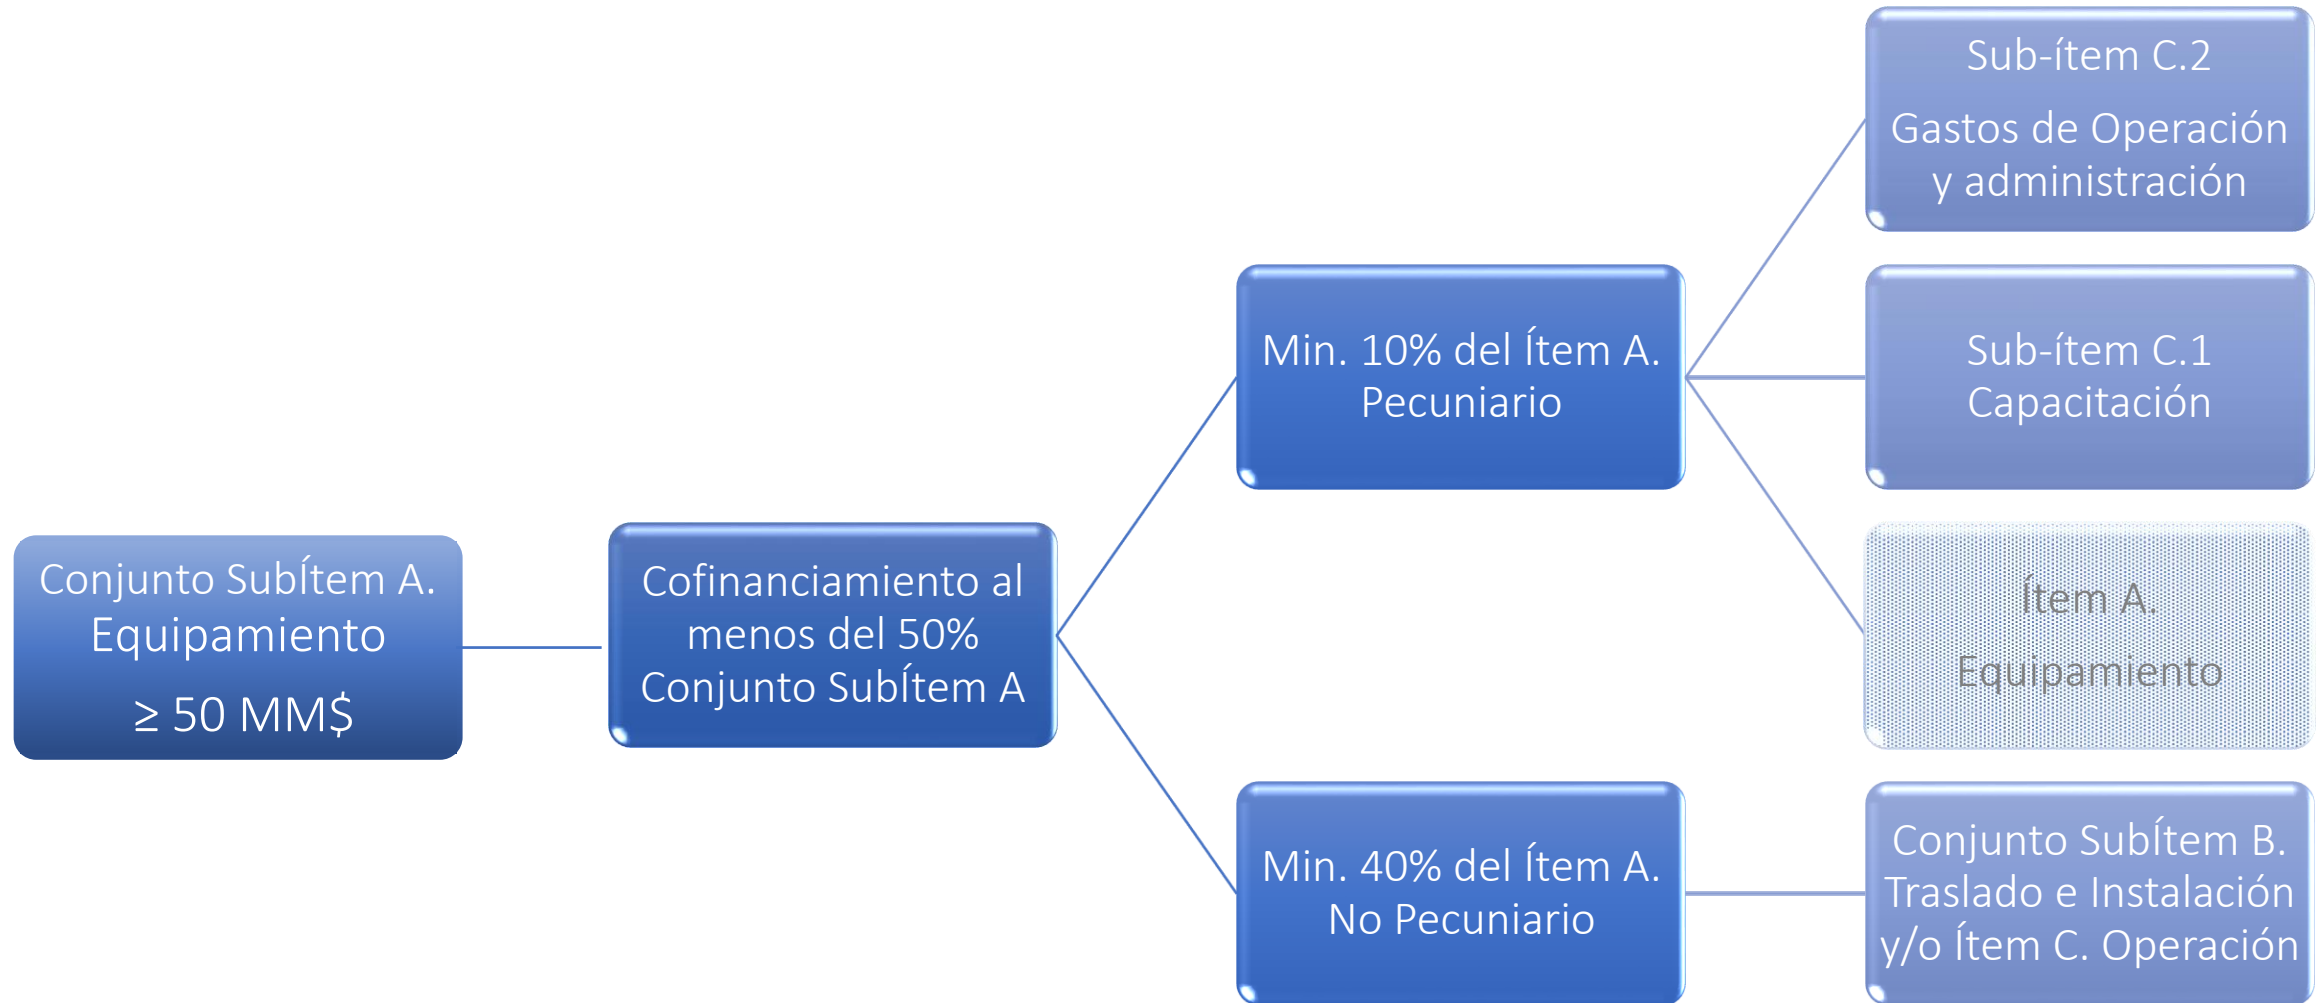 Conjunto SubÍtem A.
Equipamiento
≥ 50 MM$
Cofinanciamiento al
menos del 50%
Conjunto SubÍtem A
Min. 10% del Ítem A.
Pecuniario
Sub-ítem C.2
Gastos de Operación
y administración
Sub-ítem C.1
Capacitación
Ítem A.
Equipamiento
Min. 40% del Ítem A.
No Pecuniario
Conjunto SubÍtem B.
Traslado e Instalación
y/o Ítem C. Operación